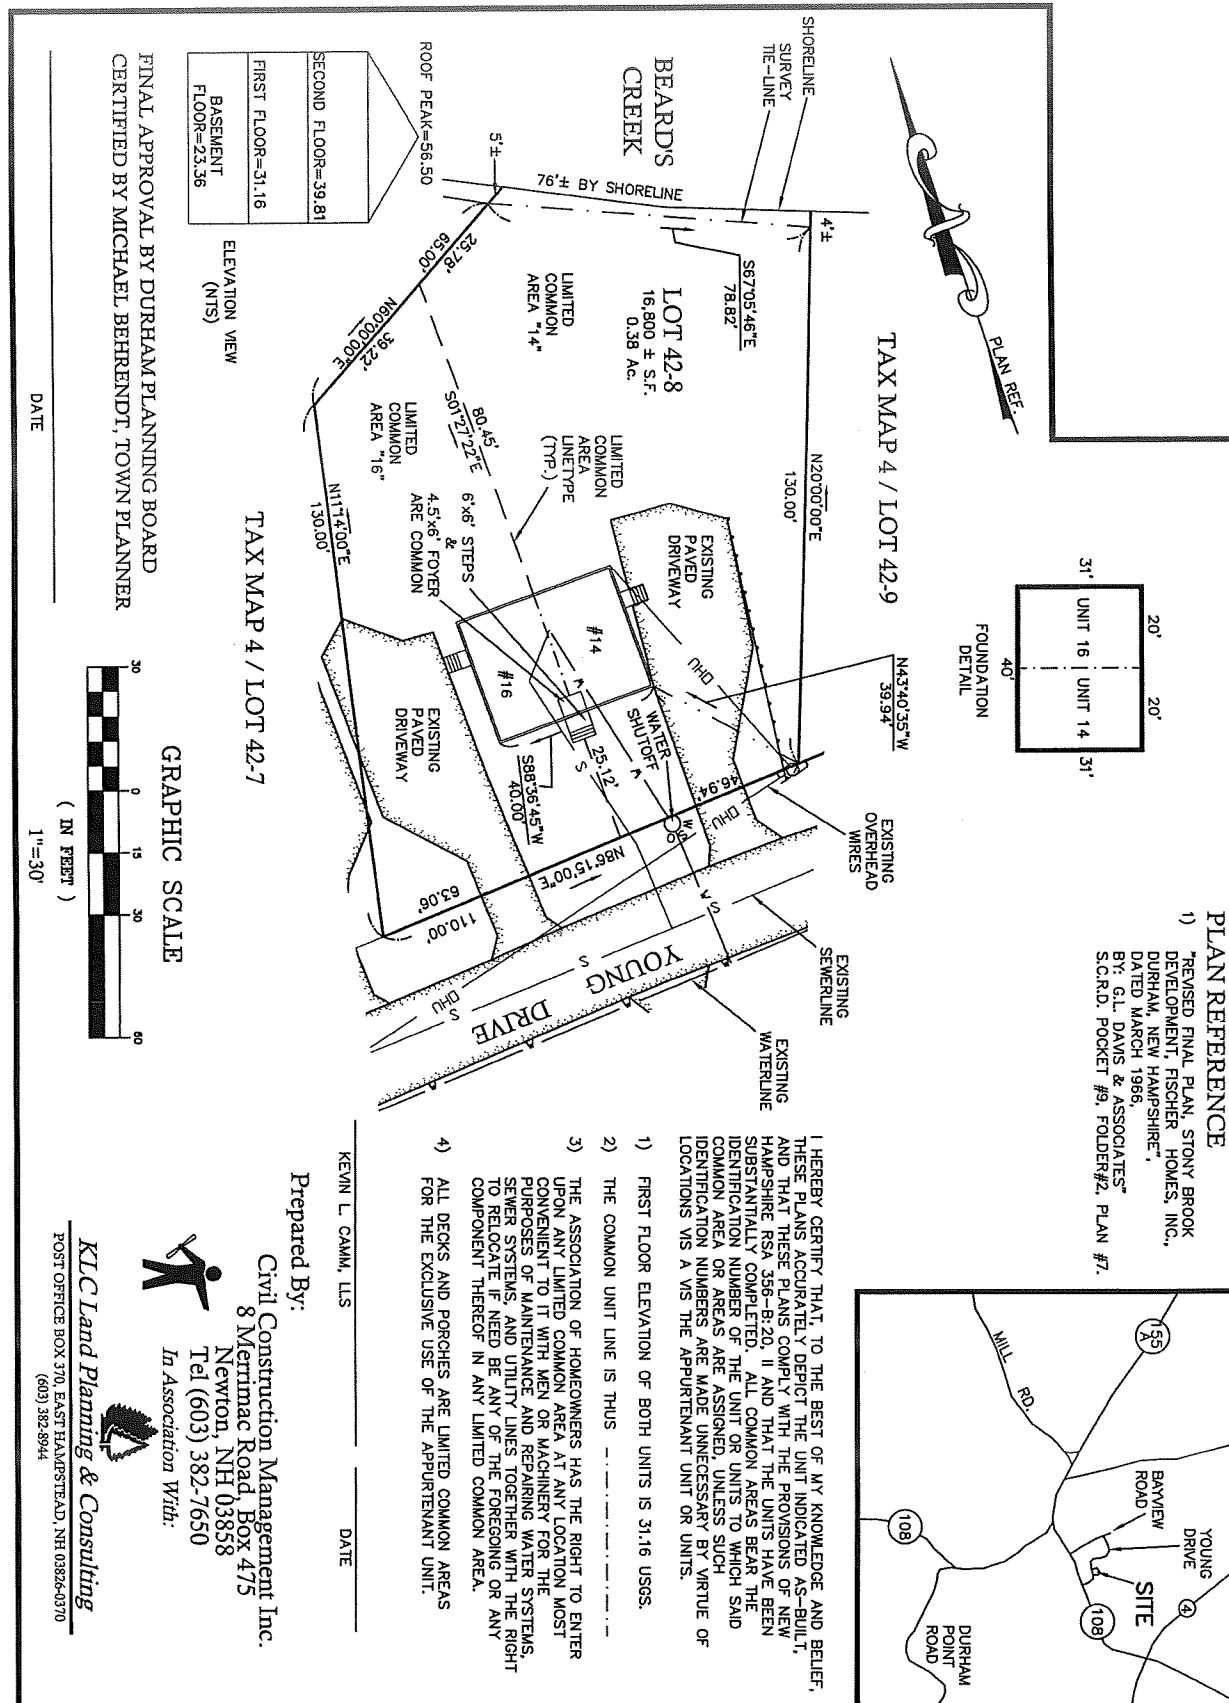 PLAN REFERENCE
1) "REVISED FINAL PLAN, STONY BROOK
DEVELOPMENT, FISCHER HOMES, INC.,
DURHAM, NEW HAMPSHIRE",
DATED MARCH 1966,
BY: G.L. DAVIS & ASSOCIATES"
S.C.R.D. POCKET #9, FOLDER#2, PLAN #7.
155
A
MILL
RD.
BAYVIEW
ROAD
YOUNG
DRIVE
4
SITE
108
108
DURHAM
POINT
ROAD
20'
20'
31'
UNIT 16
UNIT 14
31'
40'
FOUNDATION
DETAIL
PLAN REF.
TAX MAP 4 / LOT 42-9
SHORELINE
SURVEY
TIE-LINE
BEARD'S
CREEK
4'±
76'± BY SHORELINE
5'±
S67°05'46"E
78.82'
N20°00'00"E
130.00'
N43°40'35"W
39.94'
EXISTING
OVERHEAD
WIRES
LOT 42-8
16,800 ± S.F.
0.38 Ac.
LIMITED
COMMON
AREA "14"
LIMITED
COMMON
AREA
LINETYPE
(TYP.)
EXISTING
PAVED
DRIVEWAY
OHU
WATER
SHUTOFF
W
SO
46.94'
OHU
EXISTING
SEWERLINE
EXISTING
WATERLINE
25.78'
65.00'
N60°00'00"E
39.22'
80.45'
S01°27'22"E
LIMITED
COMMON
AREA "16"
6'x6' STEPS
&
4.5'x6' FOYER
ARE COMMON
#14
#16
W
W
S
25.12'
S88°36'45"W
40.00'
N86°15'00"E
63.06'
110.00'
W
S
S
S
OHU
YOUNG
DRIVE
EXISTING
PAVED
DRIVEWAY
N11°14'00"E
130.00'
TAX MAP 4 / LOT 42-7
ROOF PEAK=56.50
SECOND FLOOR=39.81
FIRST FLOOR=31.16
BASEMENT
FLOOR=23.36
ELEVATION VIEW
(NTS)
FINAL APPROVAL BY DURHAM PLANNING BOARD
CERTIFIED BY MICHAEL BEHRENDT, TOWN PLANNER
DATE
GRAPHIC SCALE
30
0
15
30
60
( IN FEET )
1"=30'
I HEREBY CERTIFY THAT, TO THE BEST OF MY KNOWLEDGE AND BELIEF,
THESE PLANS ACCURATELY DEPICT THE UNIT INDICATED AS-BUILT,
AND THAT THESE PLANS COMPLY WITH THE PROVISIONS OF NEW
HAMPSHIRE RSA 356-B:20, II AND THAT THE UNITS HAVE BEEN
SUBSTANTIALLY COMPLETED. ALL COMMON AREAS BEAR THE
IDENTIFICATION NUMBER OF THE UNIT OR UNITS TO WHICH SAID
COMMON AREA OR AREAS ARE ASSIGNED, UNLESS SUCH
IDENTIFICATION NUMBERS ARE MADE UNNECESSARY BY VIRTUE OF
LOCATIONS VIS A VIS THE APPURTENANT UNIT OR UNITS.
1) FIRST FLOOR ELEVATION OF BOTH UNITS IS 31.16 USGS.
2) THE COMMON UNIT LINE IS THUS
3) THE ASSOCIATION OF HOMEOWNERS HAS THE RIGHT TO ENTER
UPON ANY LIMITED COMMON AREA AT ANY LOCATION MOST
CONVENIENT TO IT WITH MEN OR MACHINERY FOR THE
PURPOSES OF MAINTENANCE AND REPAIRING WATER SYSTEMS,
SEWER SYSTEMS, AND UTILITY LINES TOGETHER WITH THE RIGHT
TO RELOCATE IF NEED BE ANY OF THE FOREGOING OR ANY
COMPONENT THEREOF IN ANY LIMITED COMMON AREA.
4) ALL DECKS AND PORCHES ARE LIMITED COMMON AREAS
FOR THE EXCLUSIVE USE OF THE APPURTENANT UNIT.
KEVIN L. CAMM, LLS
DATE
Prepared By:
Civil Construction Management Inc.
8 Merrimac Road, Box 475
Newton, NH 03858
Tel (603) 382-7650
In Association With:
KLC Land Planning & Consulting
POST OFFICE BOX 370, EAST HAMPSTEAD, NH 03826-0370
(603) 382-8944